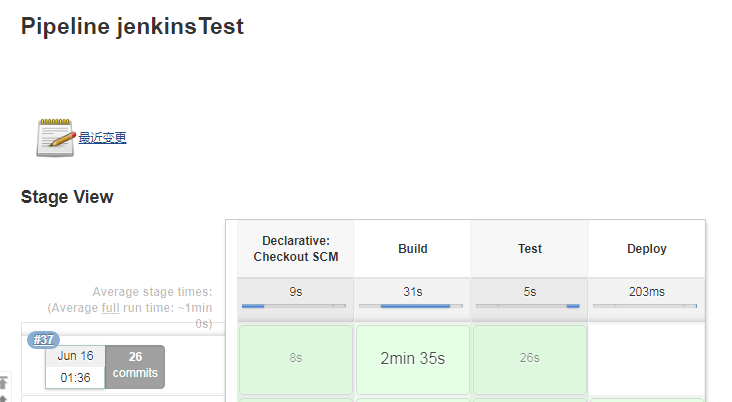 Pipeline jenkinsTest
最近变更
Stage View
Declarative:
Checkout SCM
Build
Test
Deploy
Average stage times:
(Average full run time: ~1min
0s)
9s
31s
5s
203ms
#37
Jun 16
01:36
26
commits
8s
2min 35s
26s